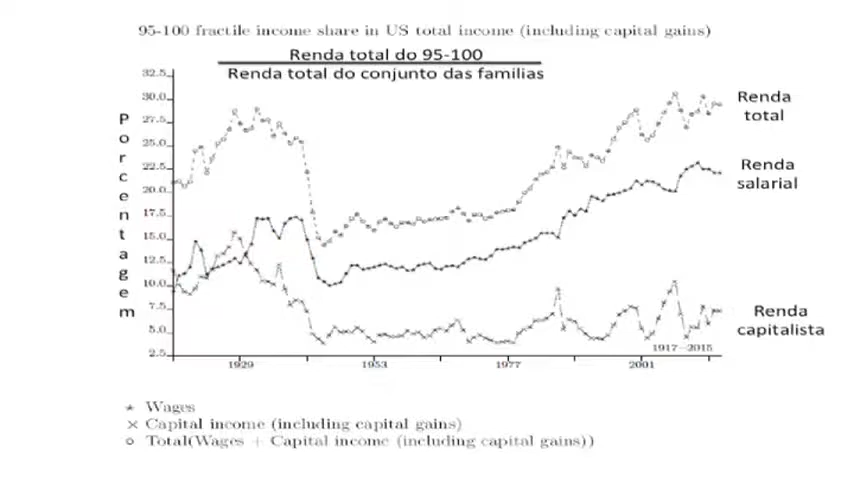 95-100 fractile income share in US total income (including capital gains)
Renda total do 95-100
Renda total do conjunto das famílias
Porcentagem
32.5
30.0
27.5
25.0
22.5
20.0
17.5
15.0
12.5
10.0
7.5
5.0
2.5
Renda
total
Renda
salarial
Renda
capitalista
1917-2015
1929
1953
1977
2001
* Wages
× Capital income (including capital gains)
o Total(Wages + Capital income (including capital gains))